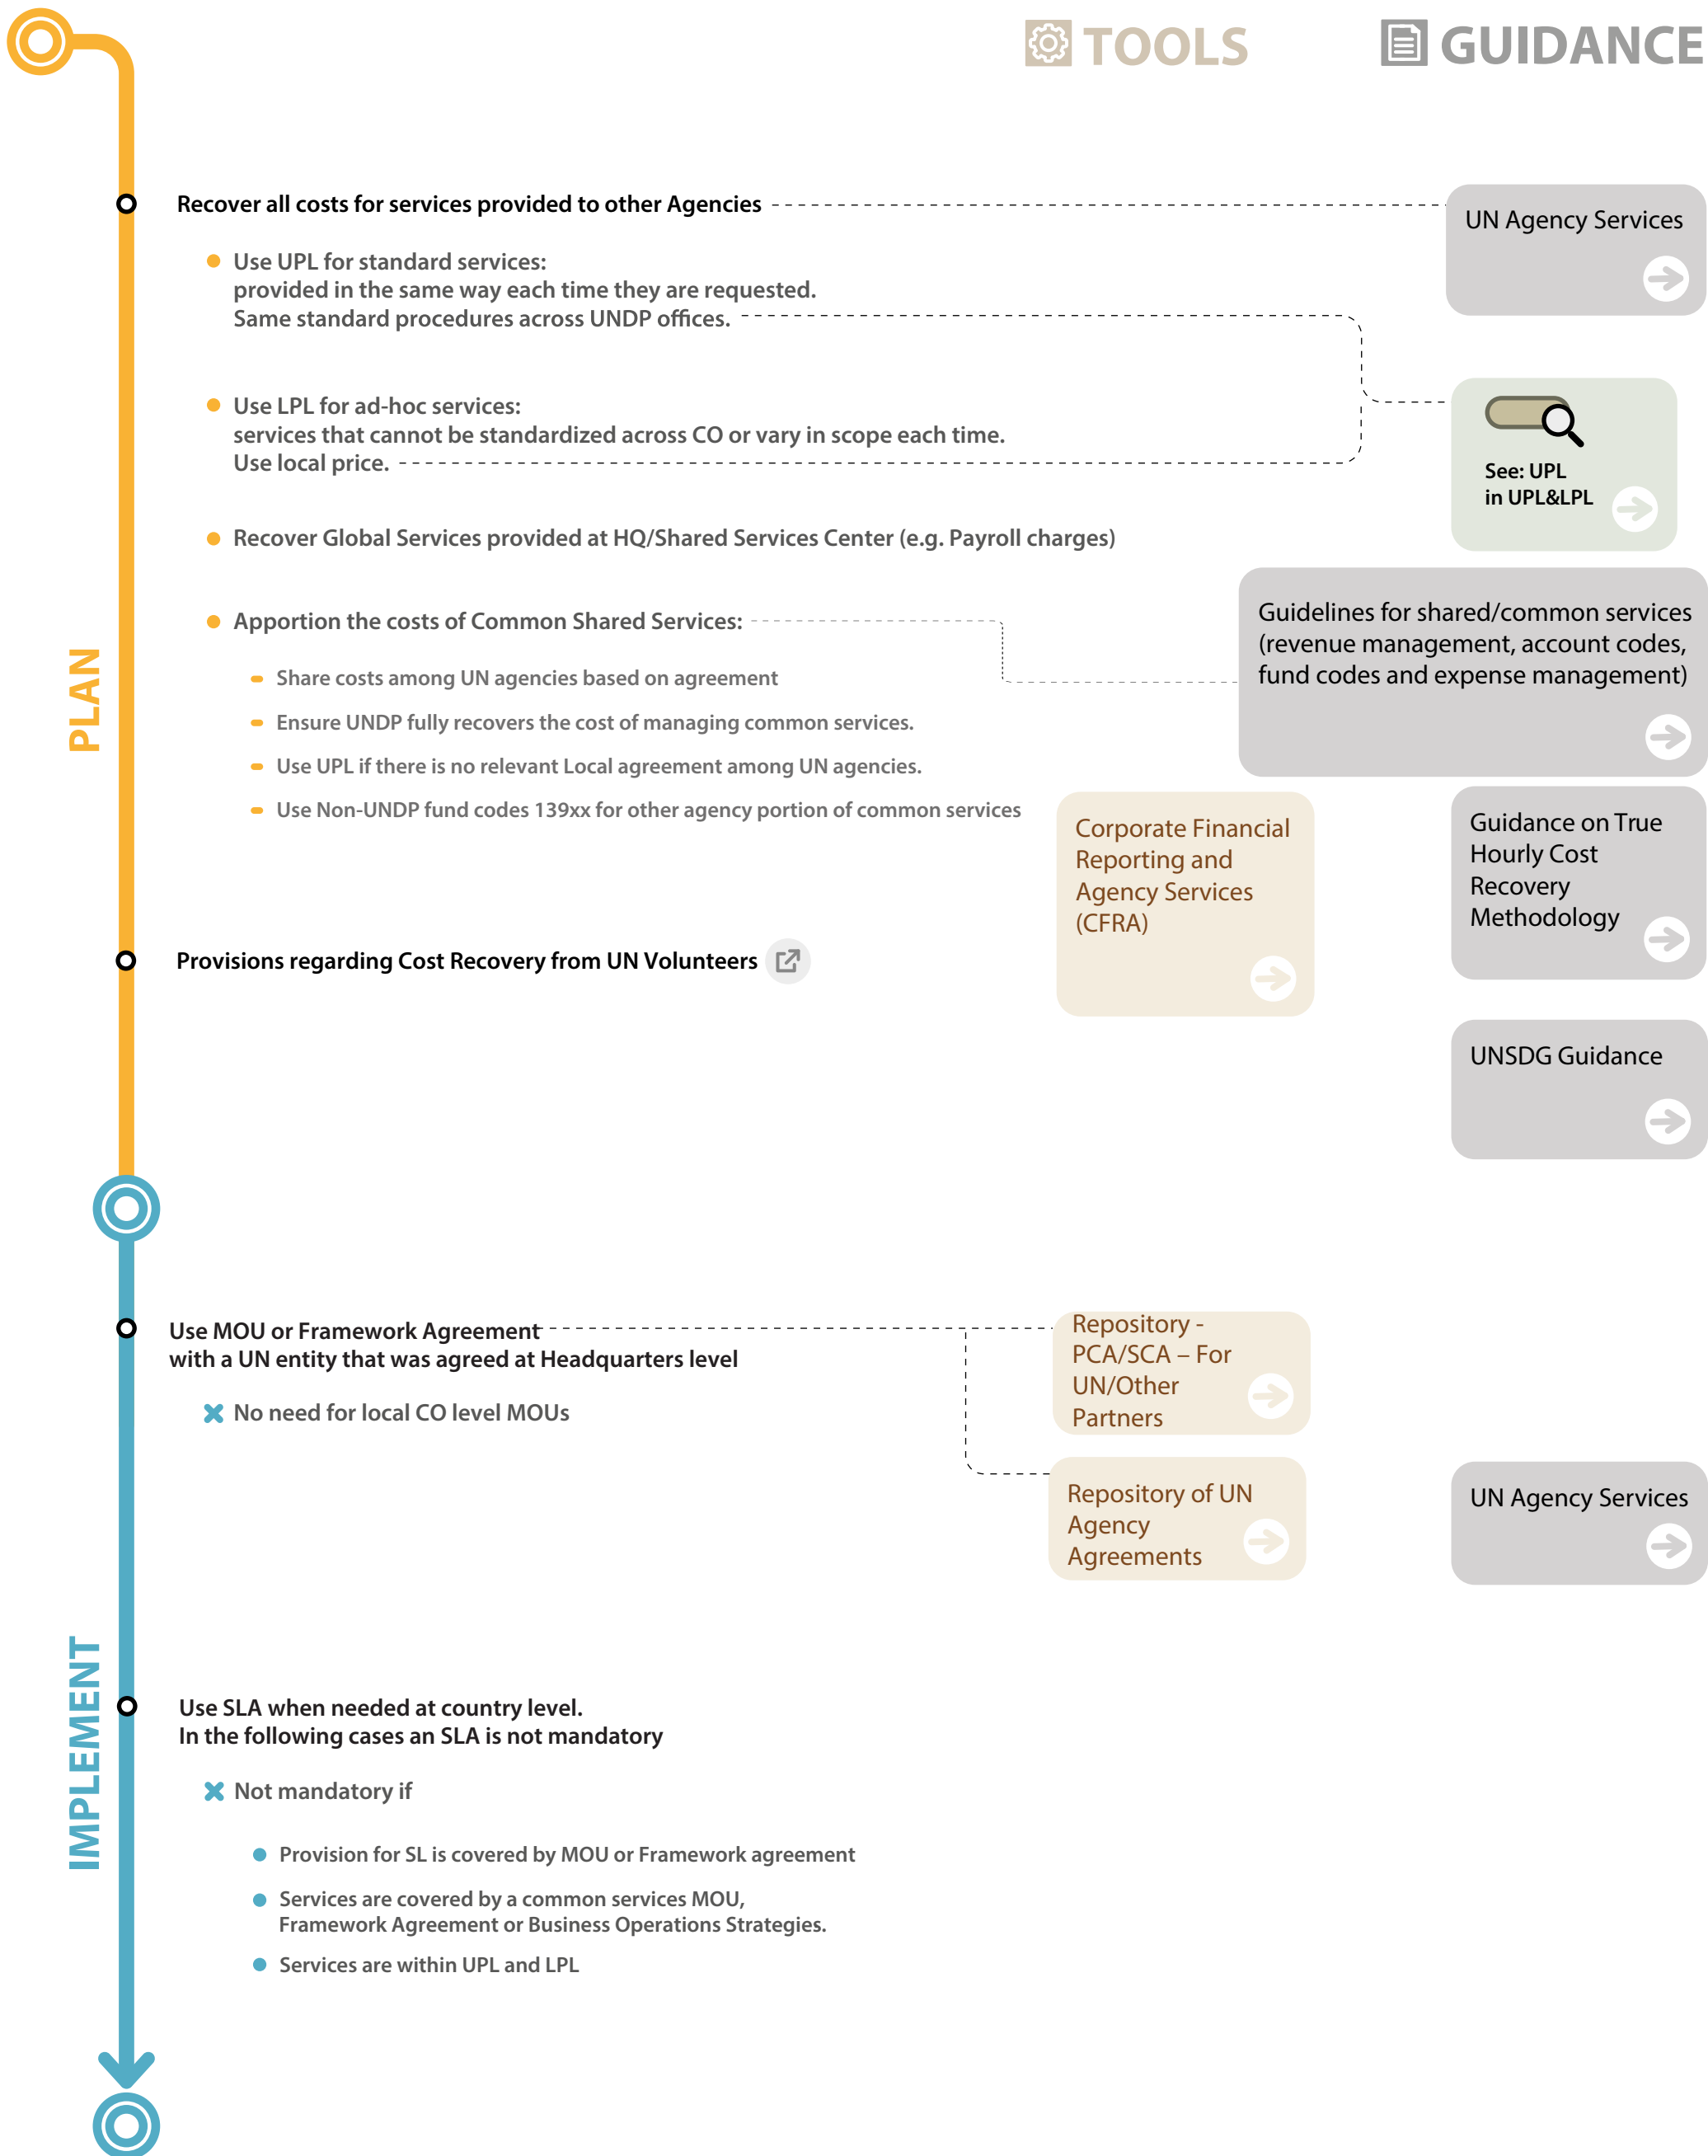 TOOLS
GUIDANCE
Recover all costs for services provided to other Agencies
UN Agency Services
Use UPL for standard services:
provided in the same way each time they are requested.
Same standard procedures across UNDP offices.
Use LPL for ad-hoc services:
services that cannot be standardized across CO or vary in scope each time.
Use local price.
See: UPL
in UPL&LPL
Recover Global Services provided at HQ/Shared Services Center (e.g. Payroll charges)
Apportion the costs of Common Shared Services:
Guidelines for shared/common services
(revenue management, account codes,
fund codes and expense management)
PLAN
Share costs among UN agencies based on agreement
Ensure UNDP fully recovers the cost of managing common services.
Use UPL if there is no relevant Local agreement among UN agencies.
Use Non-UNDP fund codes 139xx for other agency portion of common services
Corporate Financial
Reporting and
Agency Services
(CFRA)
Guidance on True
Hourly Cost
Recovery
Methodology
Provisions regarding Cost Recovery from UN Volunteers
UNSDG Guidance
Use MOU or Framework Agreement
with a UN entity that was agreed at Headquarters level
No need for local CO level MOUs
Repository -
PCA/SCA – For
UN/Other
Partners
Repository of UN
Agency
Agreements
UN Agency Services
IMPLEMENT
Use SLA when needed at country level.
In the following cases an SLA is not mandatory
Not mandatory if
Provision for SL is covered by MOU or Framework agreement
Services are covered by a common services MOU,
Framework Agreement or Business Operations Strategies.
Services are within UPL and LPL